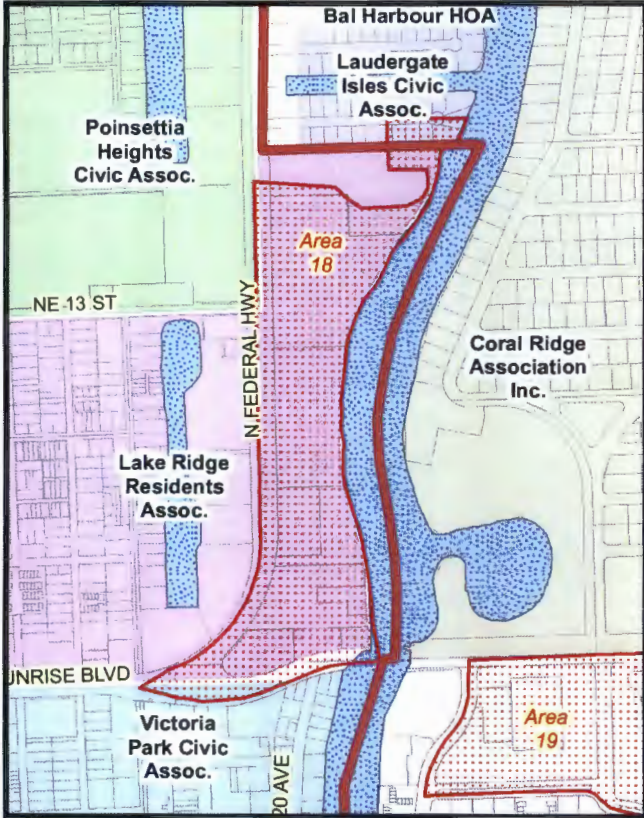 Bal Harbour HOA
Laudergate
Isles Civic
Assoc.
Poinsettia
Heights
Civic Assoc.
Area
18
NE 13 ST
N FEDERAL HWY
Coral Ridge
Association
Inc.
Lake Ridge
Residents
Assoc.
UNRISE BLVD
Victoria
Park Civic
Assoc.
20 AVE
Area
19